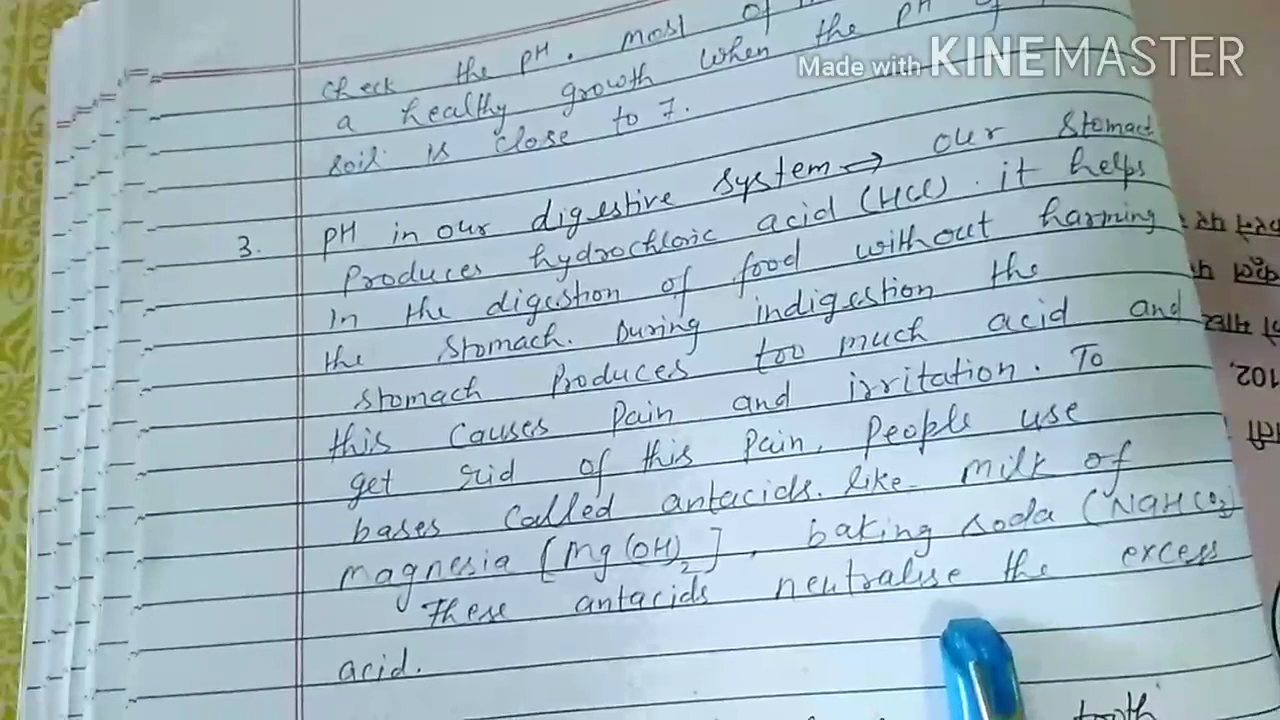 check the pH. most of
a healthy growth when the pH of
soil is close to 7.
Made with KINEMASTER
3. pH in our digestive system → our stomach
produces hydrochloric acid (HCl). it helps
in the digestion of food without harming
the stomach. During indigestion the
stomach produces too much acid and
this causes pain and irritation. To
get rid of this pain, people use
bases called antacids. like milk of
magnesia [Mg(OH)2], baking soda (NaHCO3)
These antacids neutralise the excess
acid.
tooth
102.